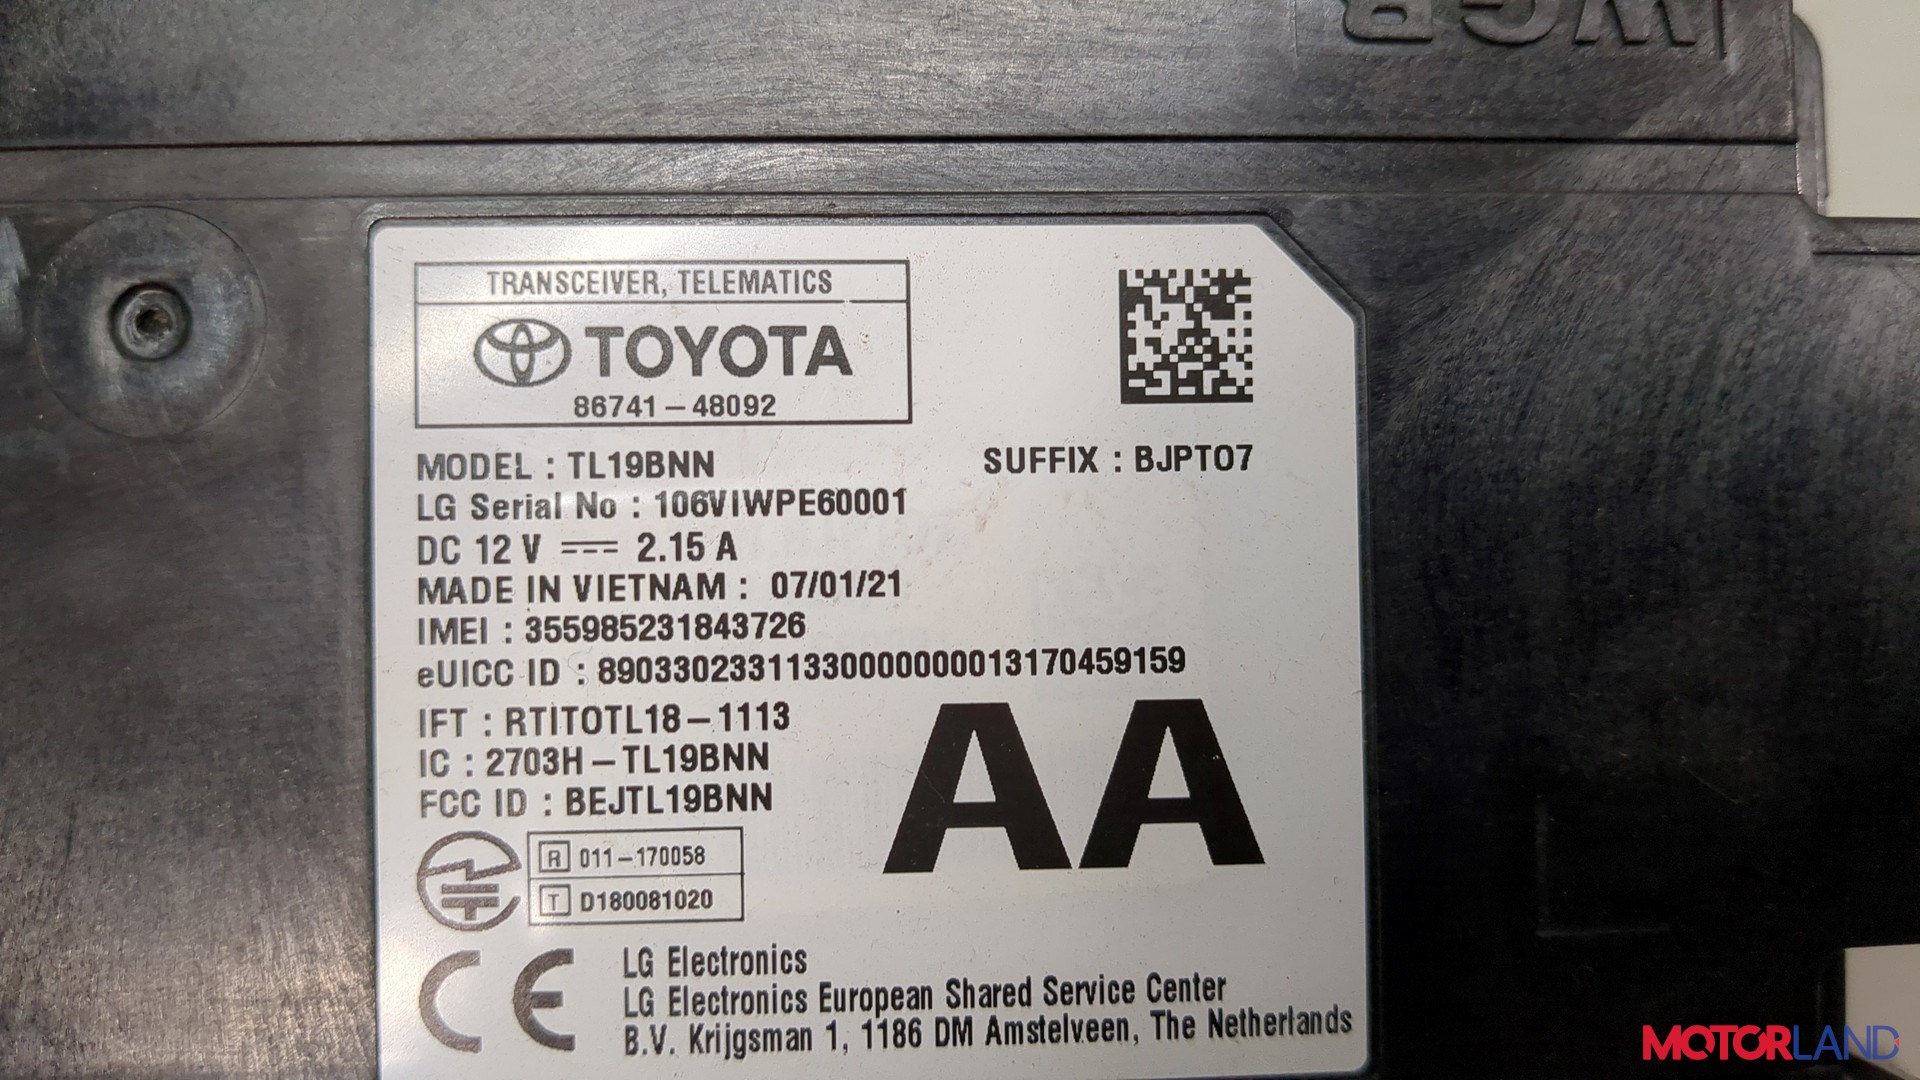 WGB
TRANSCEIVER, TELEMATICS
TOYOTA
86741-48092
MODEL : TL19BNN
SUFFIX : BJPT07
LG Serial No : 106VIWPE60001
DC 12 V 2.15 A
MADE IN VIETNAM : 07/01/21
IMEI : 355985231843726
eUICC ID : 89033023311330000000013170459159
IFT : RTITOTL18-1113
IC : 2703H-TL19BNN
FCC ID : BEJTL19BNN
AA
R 011-170058
T D180081020
CE
LG Electronics
LG Electronics European Shared Service Center
B.V. Krijgsman 1, 1186 DM Amstelveen, The Netherlands
MOTORLAND